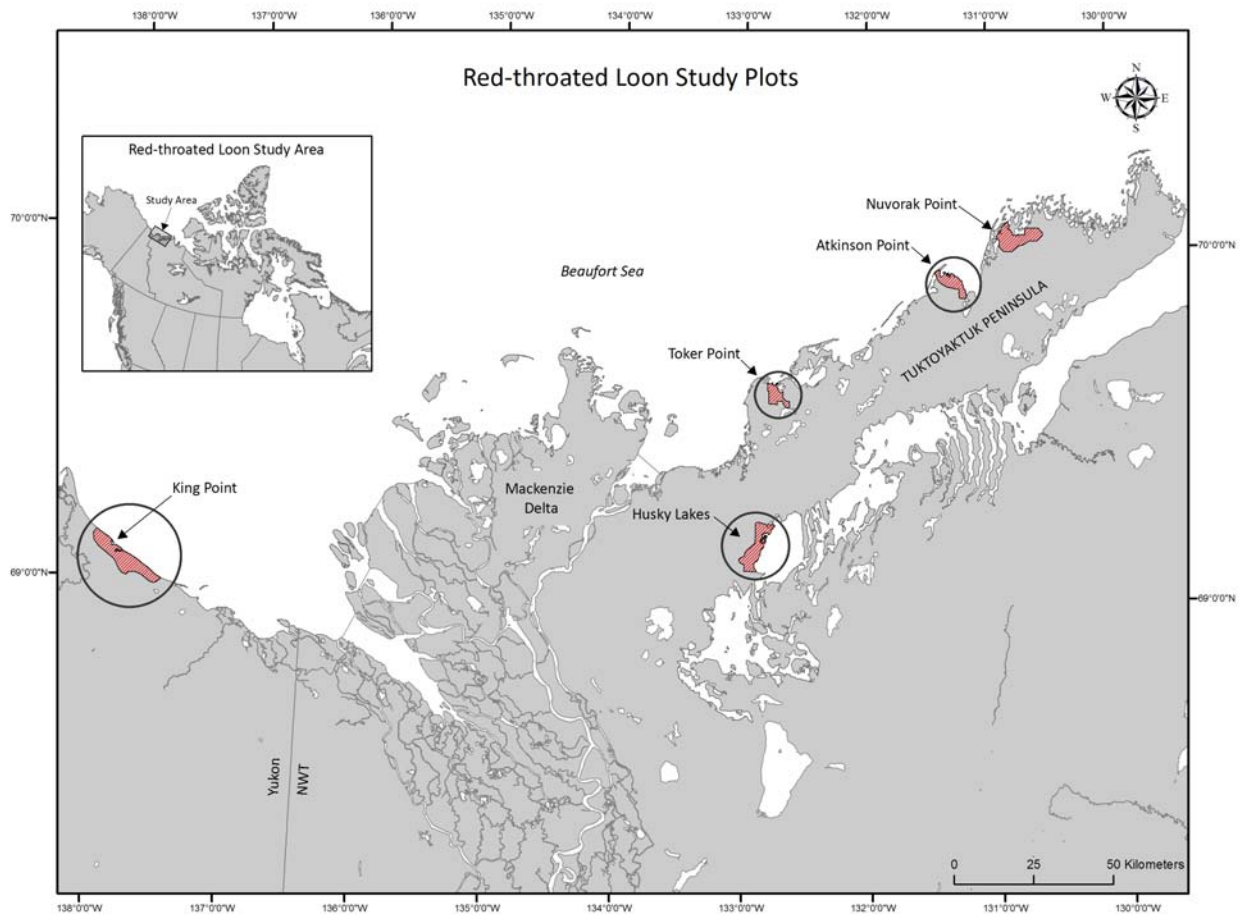 138°0'0"W 137°0'0"W 136°0'0"W 135°0'0"W 134°0'0"W 133°0'0"W 132°0'0"W 131°0'0"W 130°0'0"W
Red-throated Loon Study Plots
N
W E
S
Red-throated Loon Study Area
Study Area
Nuvorak Point
70°0'0"N
70°0'0"N
Atkinson Point
Beaufort Sea
TUKTOYAKTUK PENINSULA
Toker Point
King Point
Mackenzie
Delta
Husky Lakes
69°0'0"N
69°0'0"N
Yukon
NWT
0 25 50 Kilometers
138°0'0"W 137°0'0"W 136°0'0"W 135°0'0"W 134°0'0"W 133°0'0"W 132°0'0"W 131°0'0"W 130°0'0"W